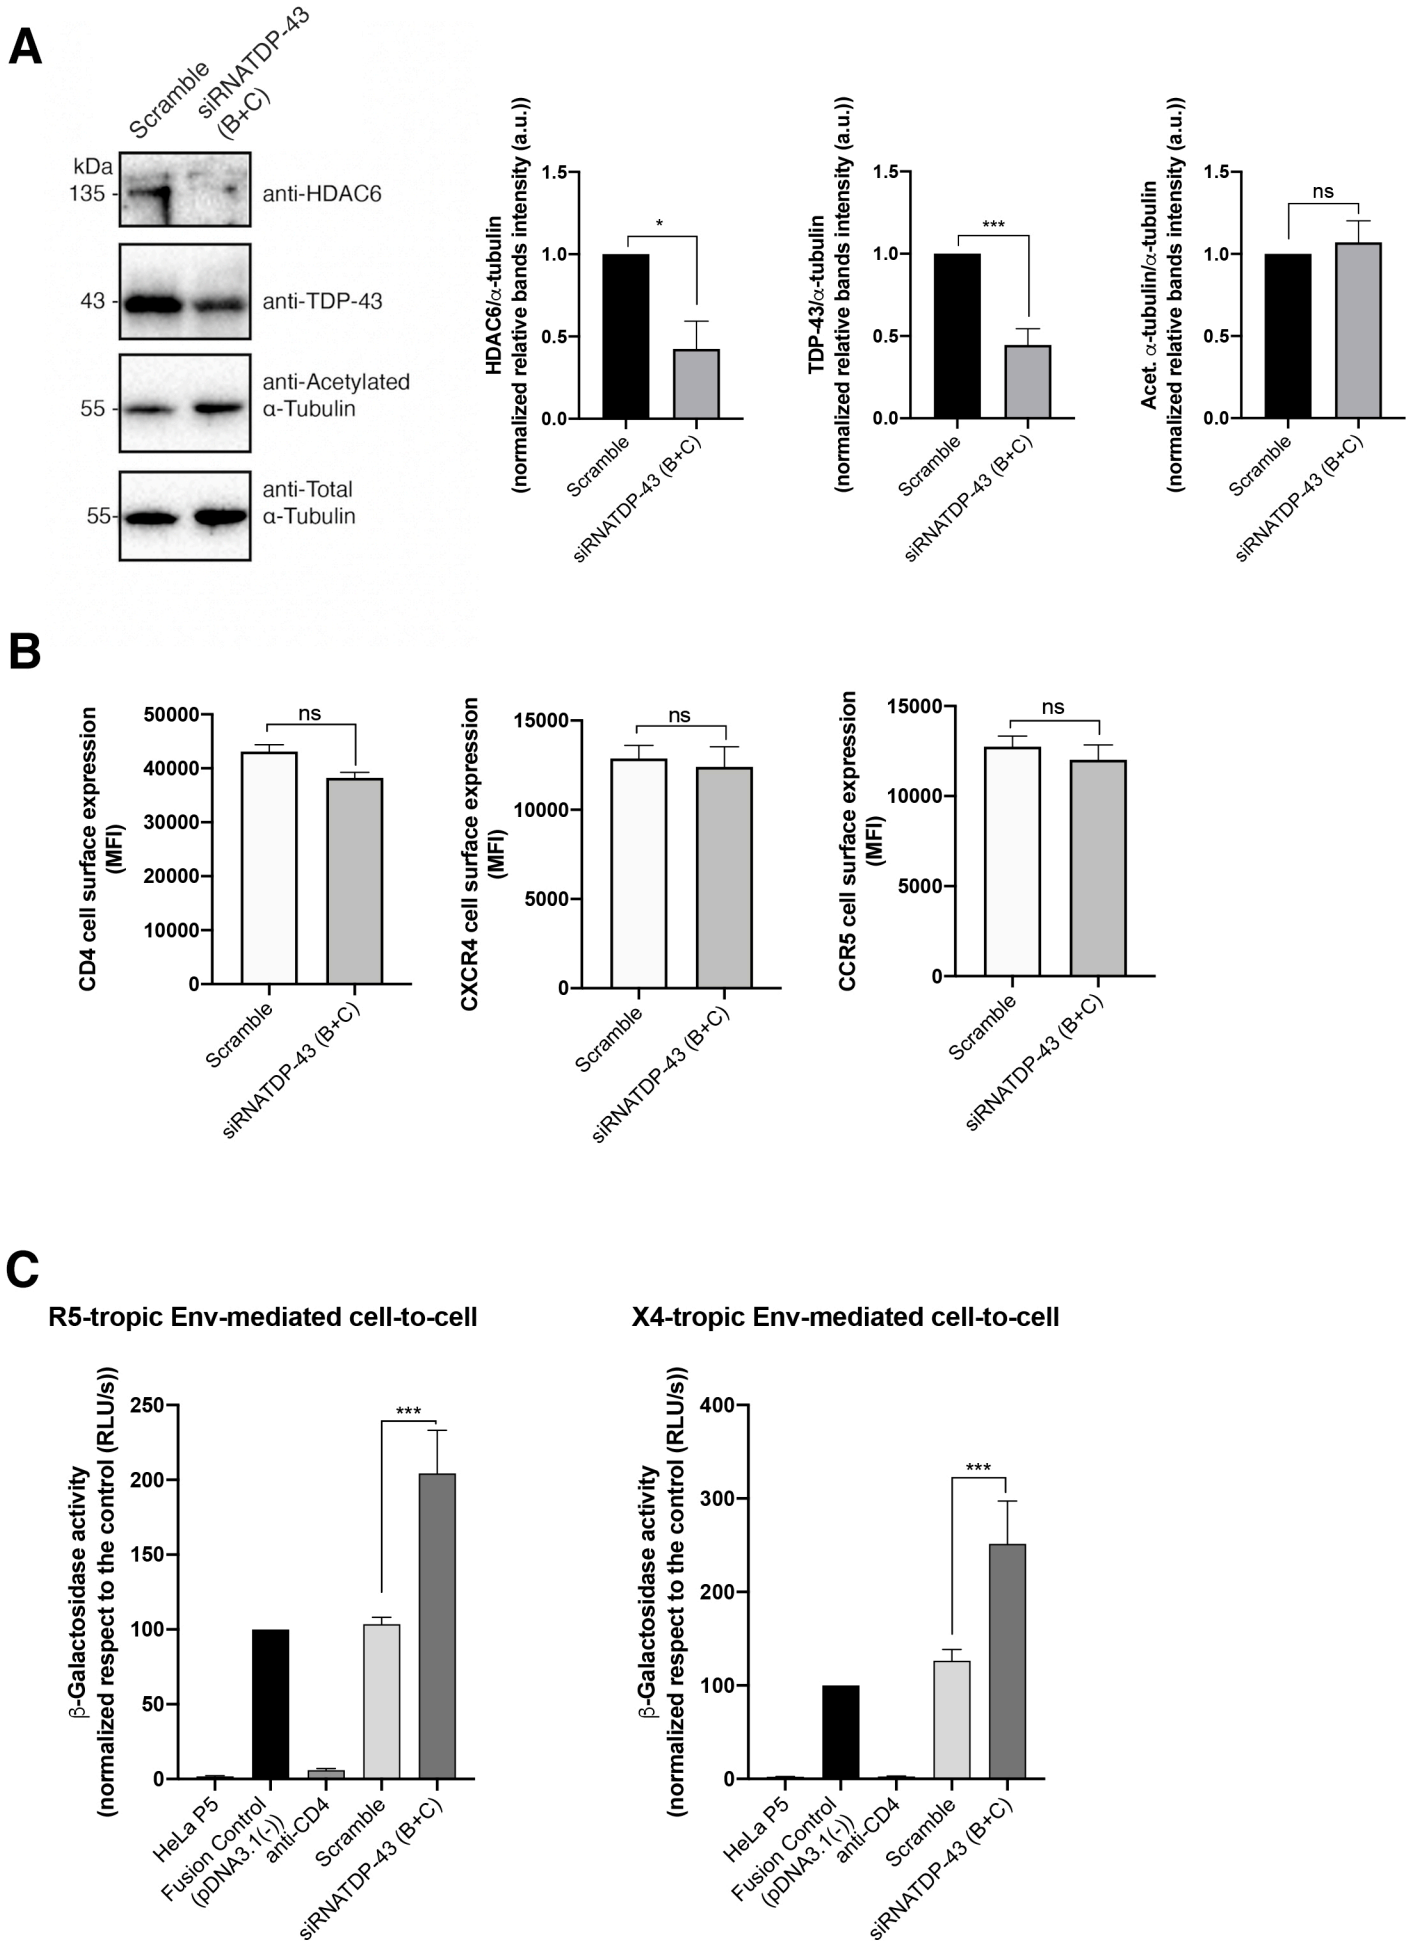 A
Scramble
siRNATDP-43
(B+C)
kDa
135 -
anti-HDAC6
43 -
anti-TDP-43
55 -
anti-Acetylated
α-Tubulin
55-
anti-Total
α-Tubulin
HDAC6/α-tubulin
(normalized relative bands intensity (a.u.))
1.5
1.0
0.5
0.0
*
Scramble
siRNATDP-43 (B+C)
TDP-43/α-tubulin
(normalized relative bands intensity (a.u.))
1.5
1.0
0.5
0.0
***
Scramble
siRNATDP-43 (B+C)
Acet. α-tubulin/α-tubulin
(normalized relative bands intensity (a.u.))
1.5
1.0
0.5
0.0
ns
Scramble
siRNATDP-43 (B+C)
B
CD4 cell surface expression
(MFI)
50000
40000
30000
20000
10000
0
ns
Scramble
siRNATDP-43 (B+C)
CXCR4 cell surface expression
(MFI)
15000
10000
5000
0
ns
Scramble
siRNATDP-43 (B+C)
CCR5 cell surface expression
(MFI)
15000
10000
5000
0
ns
Scramble
siRNATDP-43 (B+C)
C
R5-tropic Env-mediated cell-to-cell
β-Galactosidase activity
(normalized respect to the control (RLU/s))
250
200
150
100
50
0
***
HeLa P5
Fusion Control
(pDNA3.1(-))
anti-CD4
Scramble
siRNATDP-43 (B+C)
X4-tropic Env-mediated cell-to-cell
β-Galactosidase activity
(normalized respect to the control (RLU/s))
400
300
200
100
0
***
HeLa P5
Fusion Control
(pDNA3.1(-))
anti-CD4
Scramble
siRNATDP-43 (B+C)